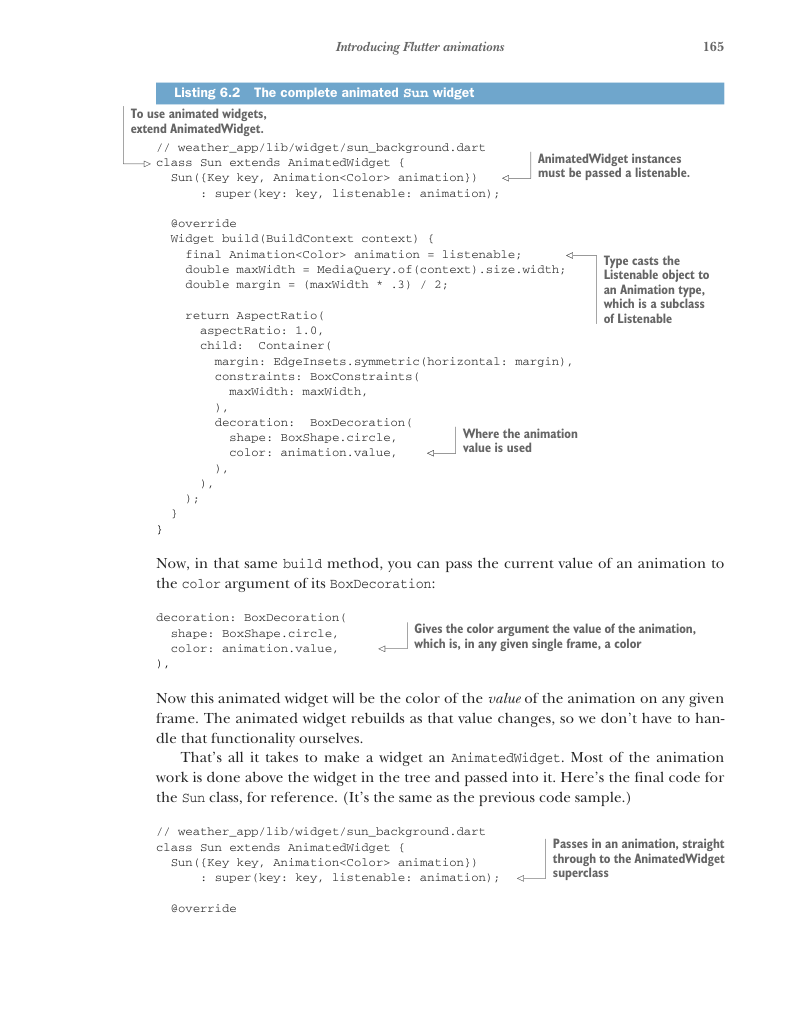 Introducing Flutter animations
165
Listing 6.2 The complete animated Sun widget
To use animated widgets,
extend AnimatedWidget.
// weather_app/lib/widget/sun_background.dart
class Sun extends AnimatedWidget {
  Sun({Key key, Animation<Color> animation})
      : super(key: key, listenable: animation);
AnimatedWidget instances
must be passed a listenable.
  @override
  Widget build(BuildContext context) {
    final Animation<Color> animation = listenable;
    double maxWidth = MediaQuery.of(context).size.width;
    double margin = (maxWidth * .3) / 2;
Type casts the
Listenable object to
an Animation type,
which is a subclass
of Listenable
    return AspectRatio(
      aspectRatio: 1.0,
      child:  Container(
        margin: EdgeInsets.symmetric(horizontal: margin),
        constraints: BoxConstraints(
          maxWidth: maxWidth,
        ),
        decoration:  BoxDecoration(
          shape: BoxShape.circle,
          color: animation.value,
Where the animation
value is used
        ),
      ),
    );
  }
}
Now, in that same build method, you can pass the current value of an animation to
the color argument of its BoxDecoration:
decoration: BoxDecoration(
  shape: BoxShape.circle,
  color: animation.value,
),
Gives the color argument the value of the animation,
which is, in any given single frame, a color
Now this animated widget will be the color of the value of the animation on any given
frame. The animated widget rebuilds as that value changes, so we don't have to han-
dle that functionality ourselves.
That's all it takes to make a widget an AnimatedWidget. Most of the animation
work is done above the widget in the tree and passed into it. Here's the final code for
the Sun class, for reference. (It's the same as the previous code sample.)
// weather_app/lib/widget/sun_background.dart
class Sun extends AnimatedWidget {
  Sun({Key key, Animation<Color> animation})
      : super(key: key, listenable: animation);
Passes in an animation, straight
through to the AnimatedWidget
superclass
  @override